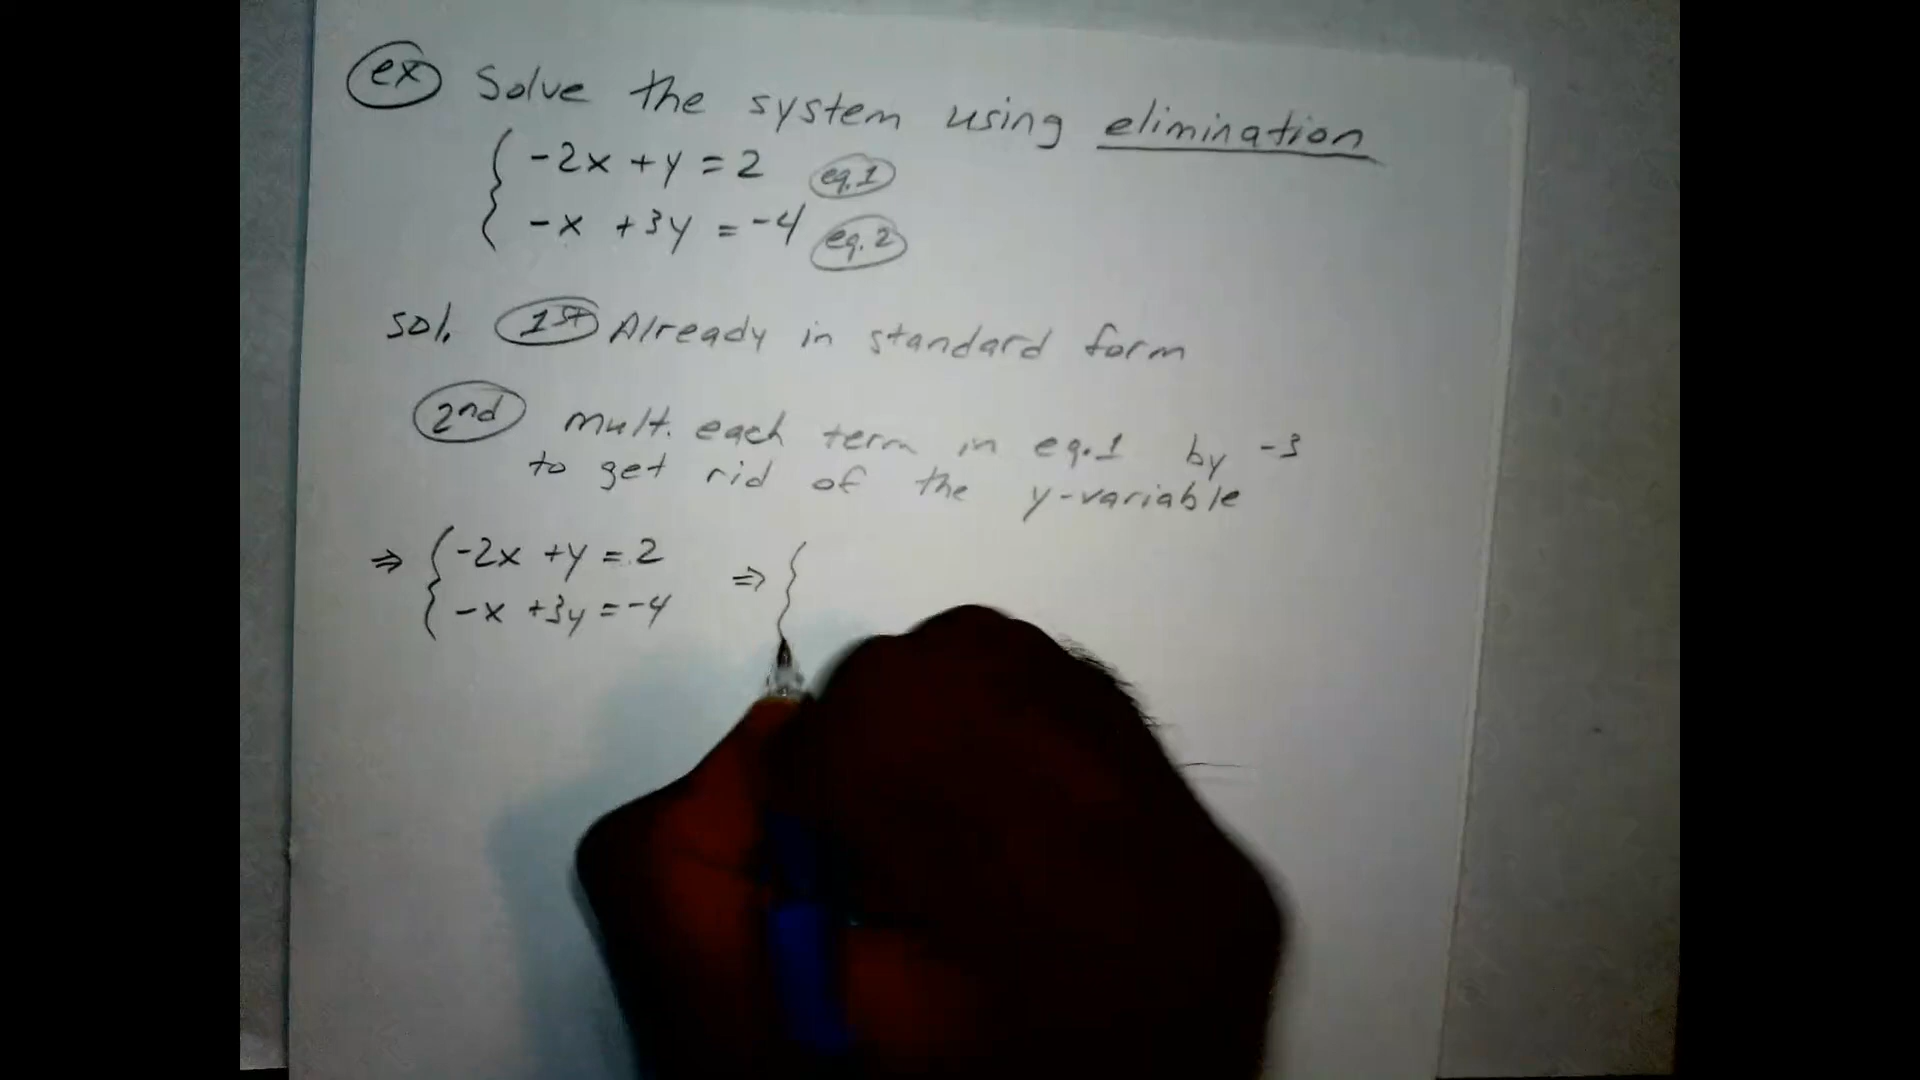 ex Solve the system using elimination
-2x + y = 2 eq. 1
-x + 3y = -4 eq. 2
sol. 1st Already in standard form
2nd mult. each term in eq. 1 by -3
to get rid of the y-variable
⇒ { -2x + y = 2 ⇒ {
-x + 3y = -4